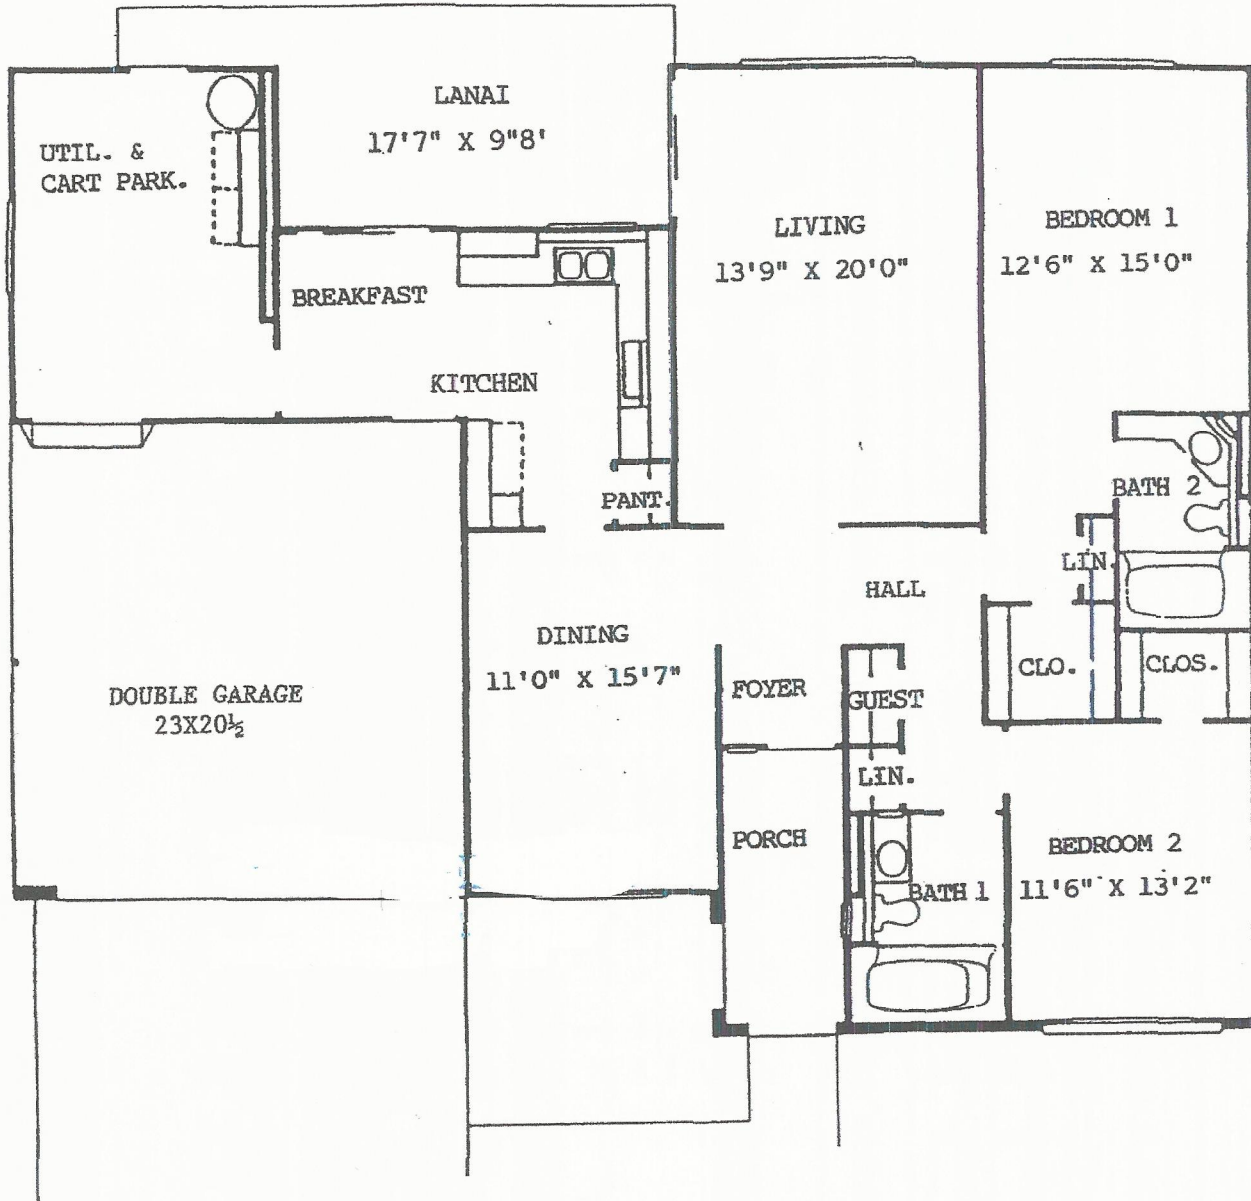 LANAI
17'7" X 9"8'
UTIL. &
CART PARK.
LIVING
13'9" X 20'0"
BEDROOM 1
12'6" X 15'0"
BREAKFAST
KITCHEN
PANT.
BATH 2
LIN.
HALL
DINING
11'0" X 15'7"
FOYER
GUEST
CLO.
CLOS.
DOUBLE GARAGE
23X20½
LIN.
PORCH
BEDROOM 2
11'6" X 13'2"
BATH 1